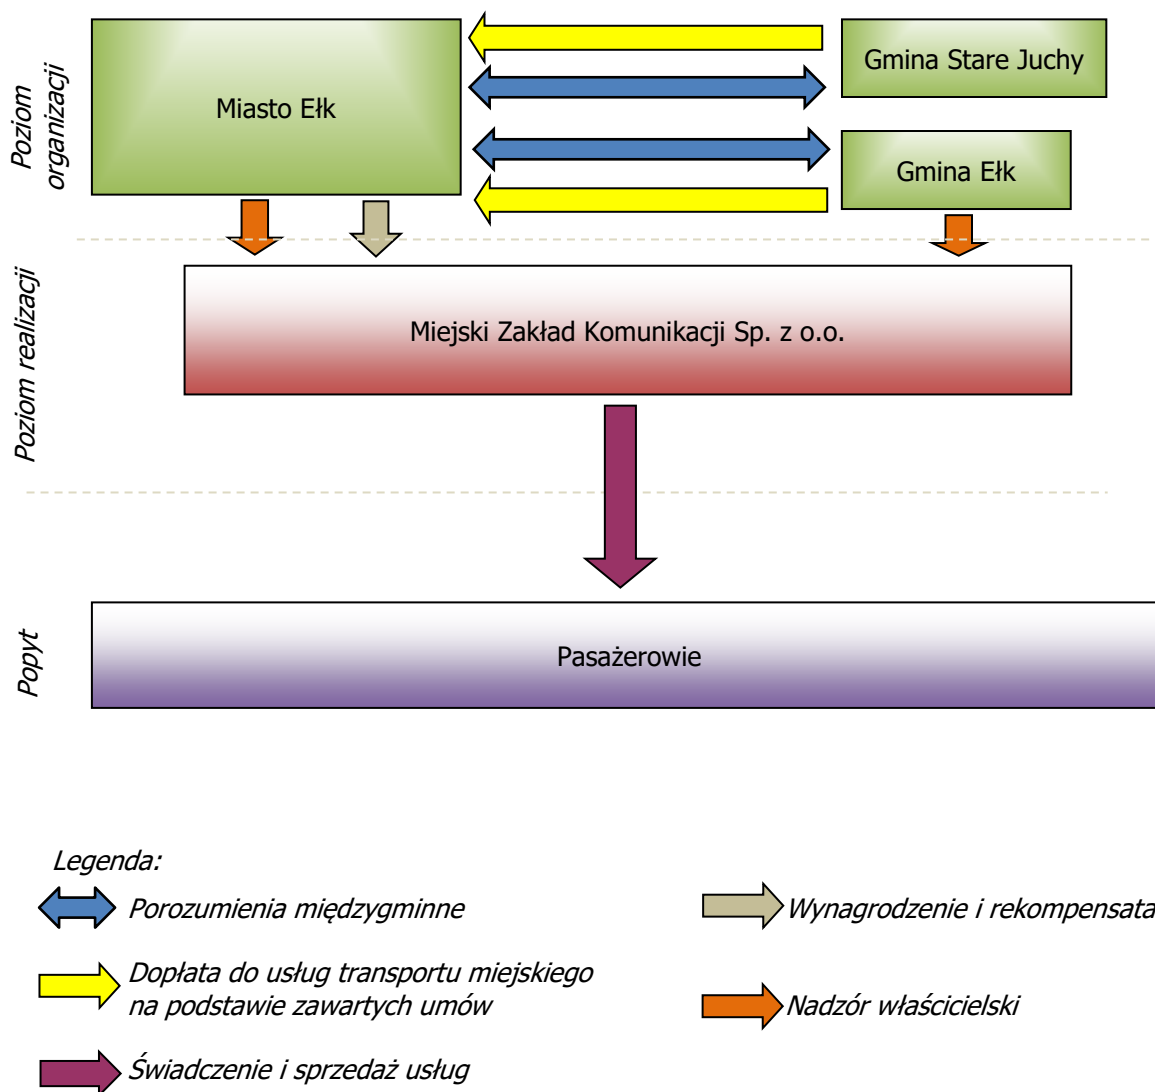 Poziom
organizacji
Miasto Ełk
Gmina Stare Juchy
Gmina Ełk
Poziom realizacji
Miejski Zakład Komunikacji Sp. z o.o.
Popyt
Pasażerowie
Legenda:
Porozumienia międzygminne
Wynagrodzenie i rekompensata
Dopłata do usług transportu miejskiego
na podstawie zawartych umów
Nadzór właścicielski
Świadczenie i sprzedaż usług